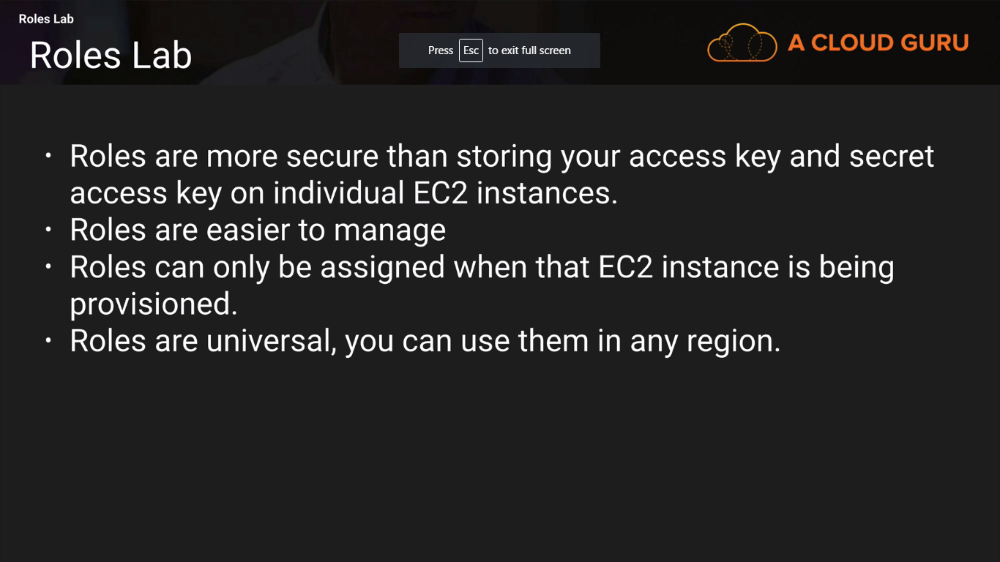 Roles Lab
Roles Lab
Press Esc to exit full screen
A CLOUD GURU
• Roles are more secure than storing your access key and secret
access key on individual EC2 instances.
• Roles are easier to manage
• Roles can only be assigned when that EC2 instance is being
provisioned.
• Roles are universal, you can use them in any region.